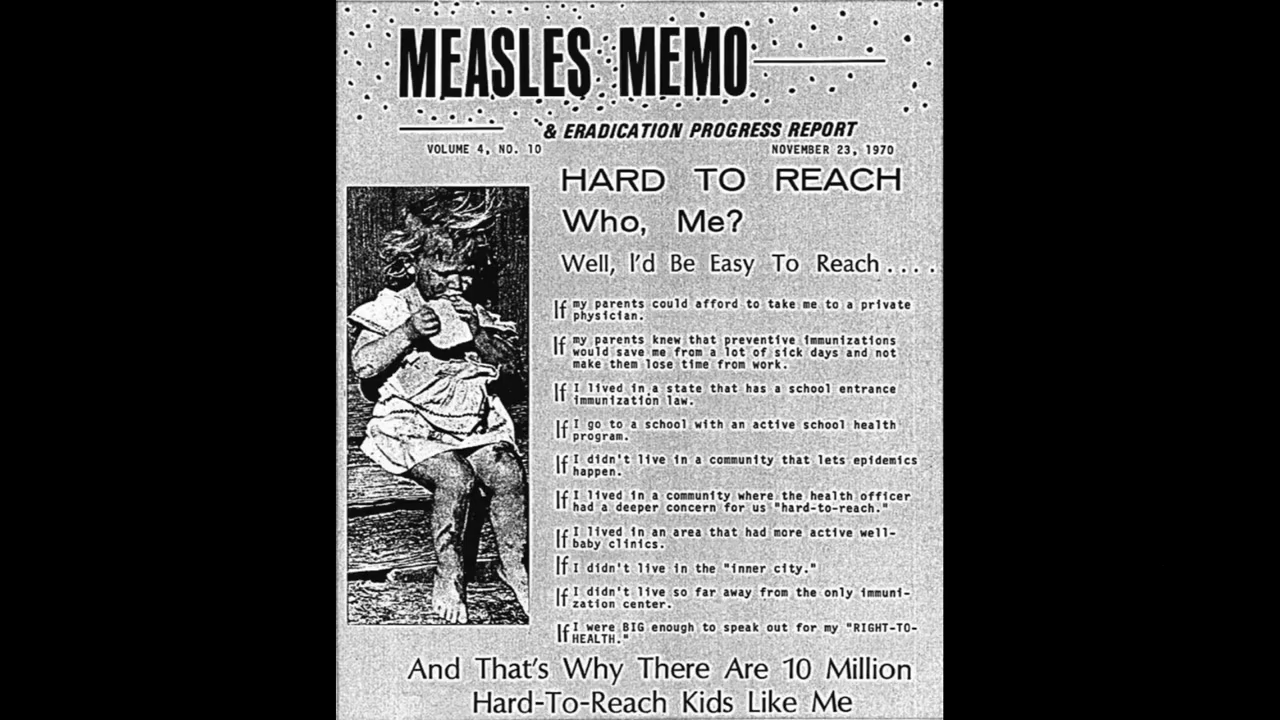 MEASLES MEMO
& ERADICATION PROGRESS REPORT
VOLUME 4, NO. 10
NOVEMBER 23, 1970
HARD TO REACH
Who, Me?
Well, I'd Be Easy To Reach . . . .
If my parents could afford to take me to a private
physician.
If my parents knew that preventive immunizations
would save me from a lot of sick days and not
make them lose time from work.
If I lived in a state that has a school entrance
immunization law.
If I go to a school with an active school health
program.
If I didn't live in a community that lets epidemics
happen.
If I lived in a community where the health officer
had a deeper concern for us "hard-to-reach."
If I lived in an area that had more active well-
baby clinics.
If I didn't live in the "inner city."
If I didn't live so far away from the only immuni-
zation center.
If I were BIG enough to speak out for my "RIGHT-TO-
HEALTH."
And That's Why There Are 10 Million
Hard-To-Reach Kids Like Me